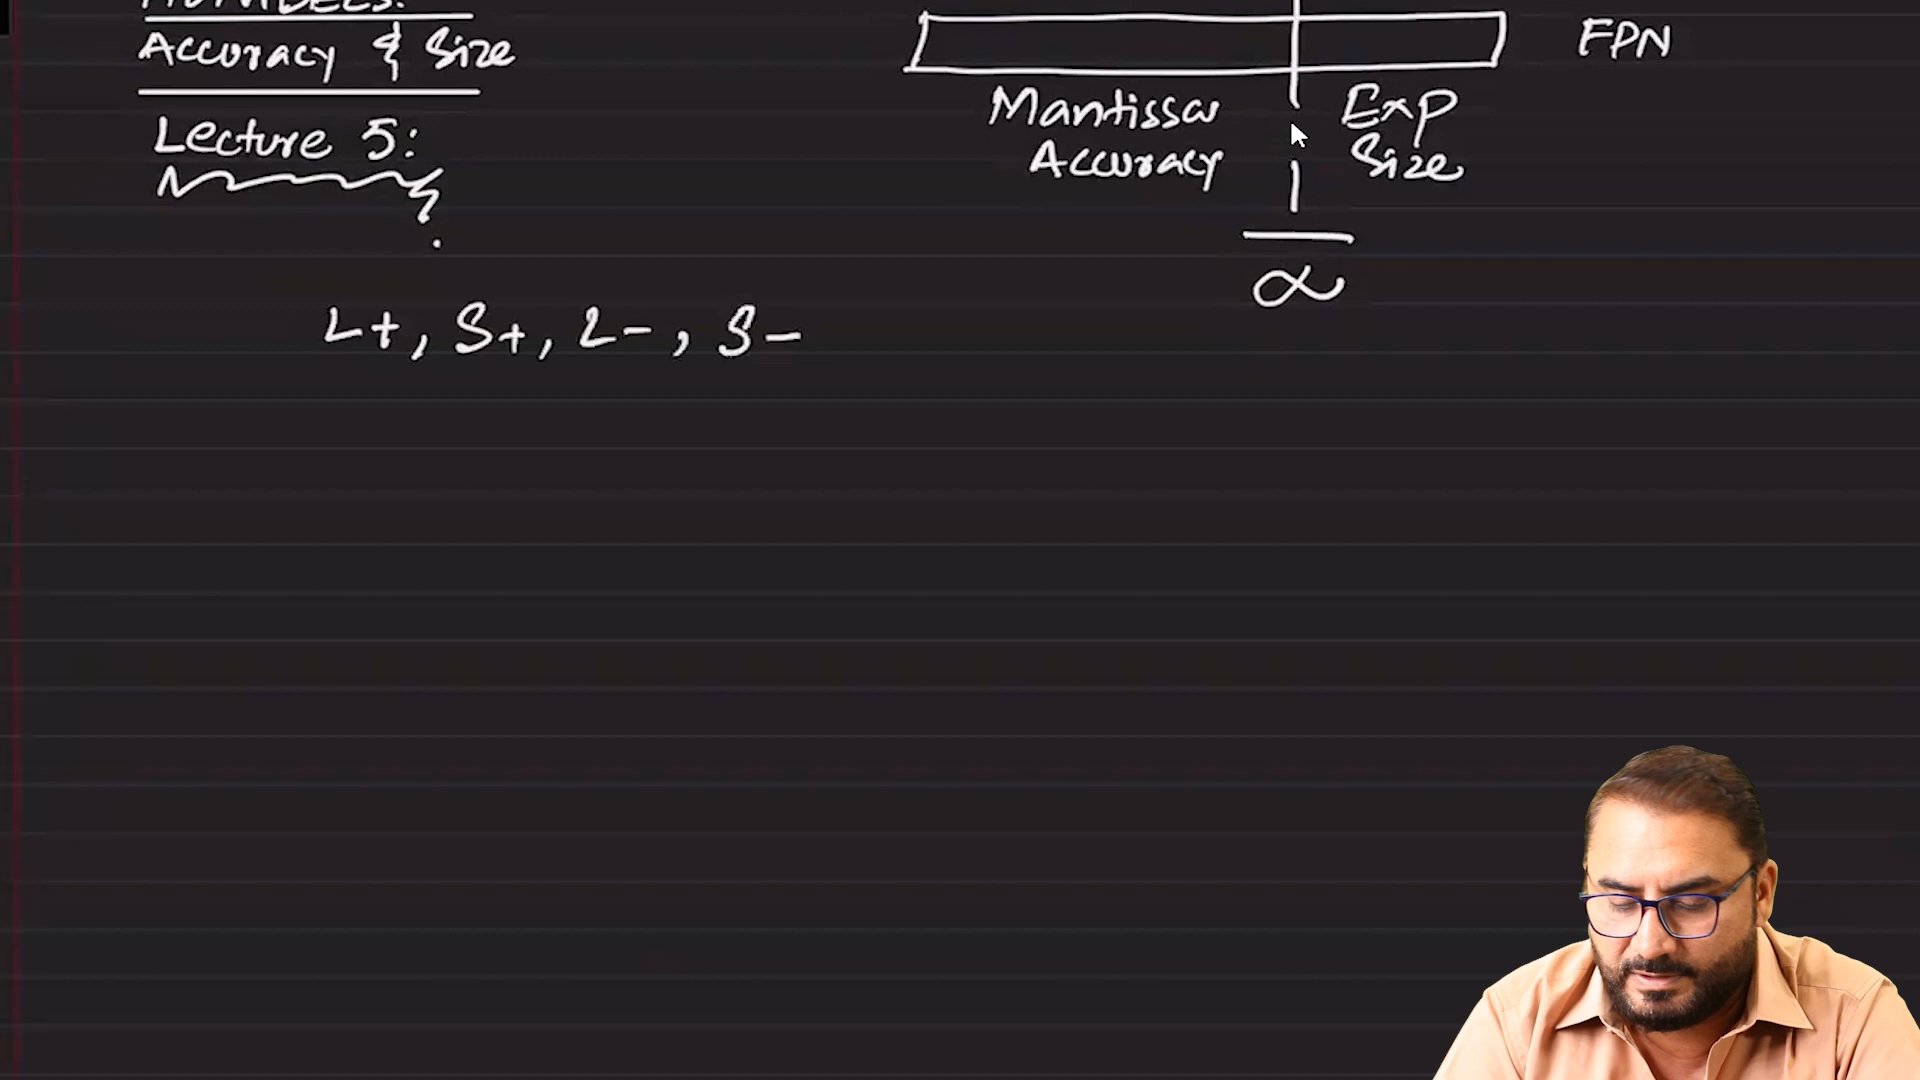 Accuracy & Size
Lecture 5:
L+, S+, L-, S-
FPN
Mantissa Exp
Accuracy Size
∝